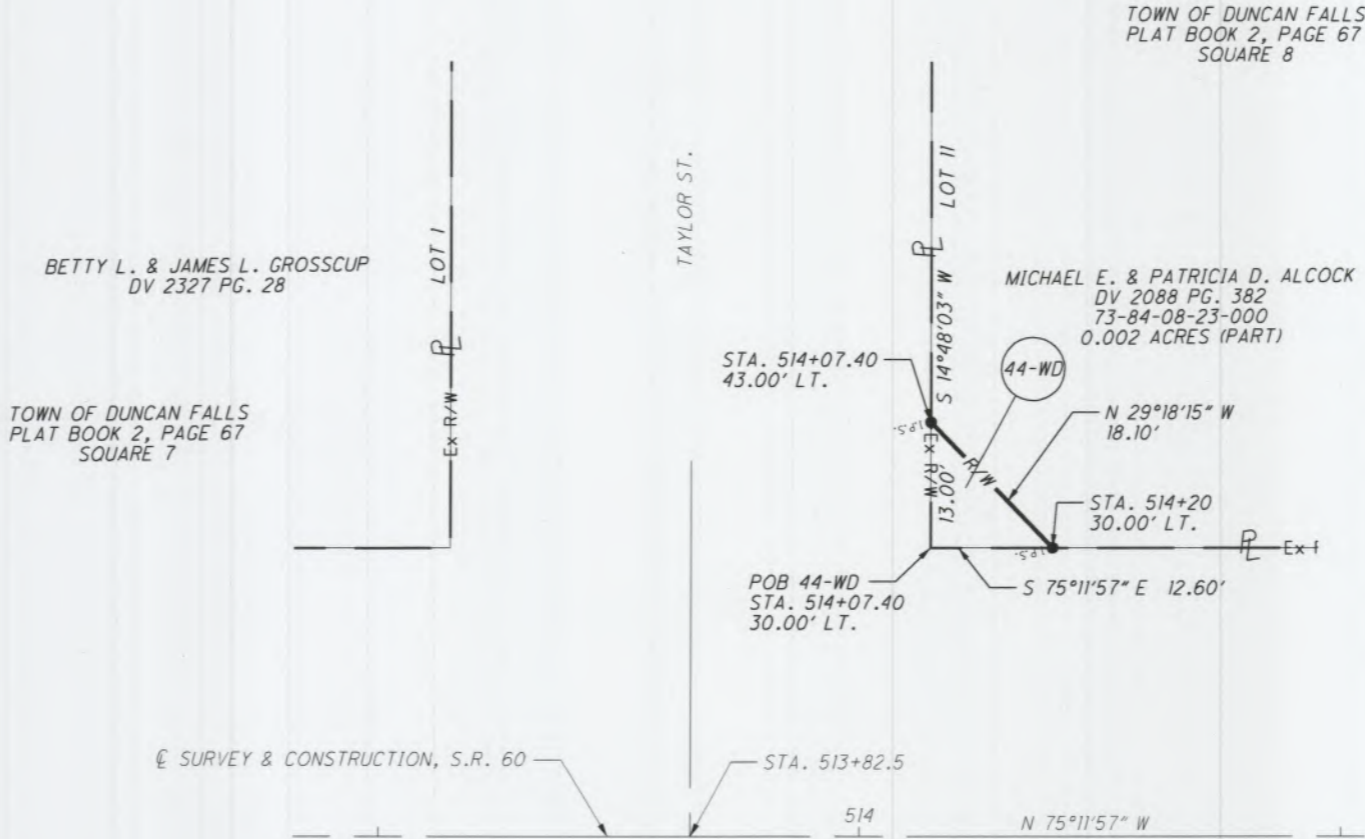 TOWN OF DUNCAN FALLS
PLAT BOOK 2, PAGE 67
SQUARE 8
TAYLOR ST.
LOT 1
LOT 11
BETTY L. & JAMES L. GROSSCUP
DV 2327 PG. 28
MICHAEL E. & PATRICIA D. ALCOCK
DV 2088 PG. 382
73-84-08-23-000
0.002 ACRES (PART)
PL
PL
S 14°48'03" W
STA. 514+07.40
43.00' LT.
44-WD
TOWN OF DUNCAN FALLS
PLAT BOOK 2, PAGE 67
SQUARE 7
N 29°18'15" W
18.10'
Ex R/W
I.P.S.
Ex R/W
13.00'
R/W
STA. 514+20
30.00' LT.
I.P.S.
PL
Ex
POB 44-WD
STA. 514+07.40
30.00' LT.
S 75°11'57" E 12.60'
℄ SURVEY & CONSTRUCTION, S.R. 60
STA. 513+82.5
514
N 75°11'57" W